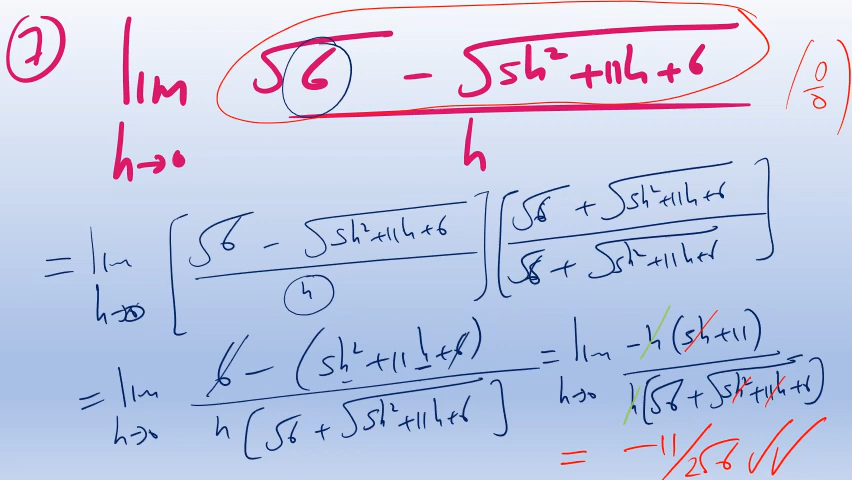 7 lim h→0 (√6 - √(5h²+11h+6)) / h (0/0)
= lim h→0 [(√6 - √(5h²+11h+6)) / h] [(√6 + √(5h²+11h+6)) / (√6 + √(5h²+11h+6))]
= lim h→0 (6 - (5h²+11h+6)) / (h[√6 + √(5h²+11h+6)]) = lim h→0 (-h(5h+11)) / (h[√6 + √(5h²+11h+6)])
= -11/2√6 ✓✓